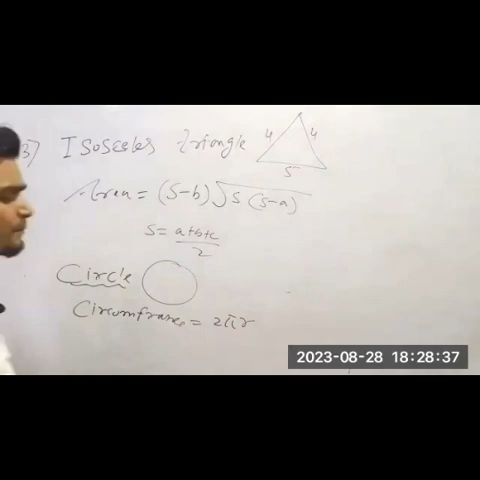 3) Isosceles triangle
4 4
5
Area = (S-b) √S(S-a)
S = a+b+c/2
Circle
Circumfrance = 2πr
2023-08-28 18:28:37